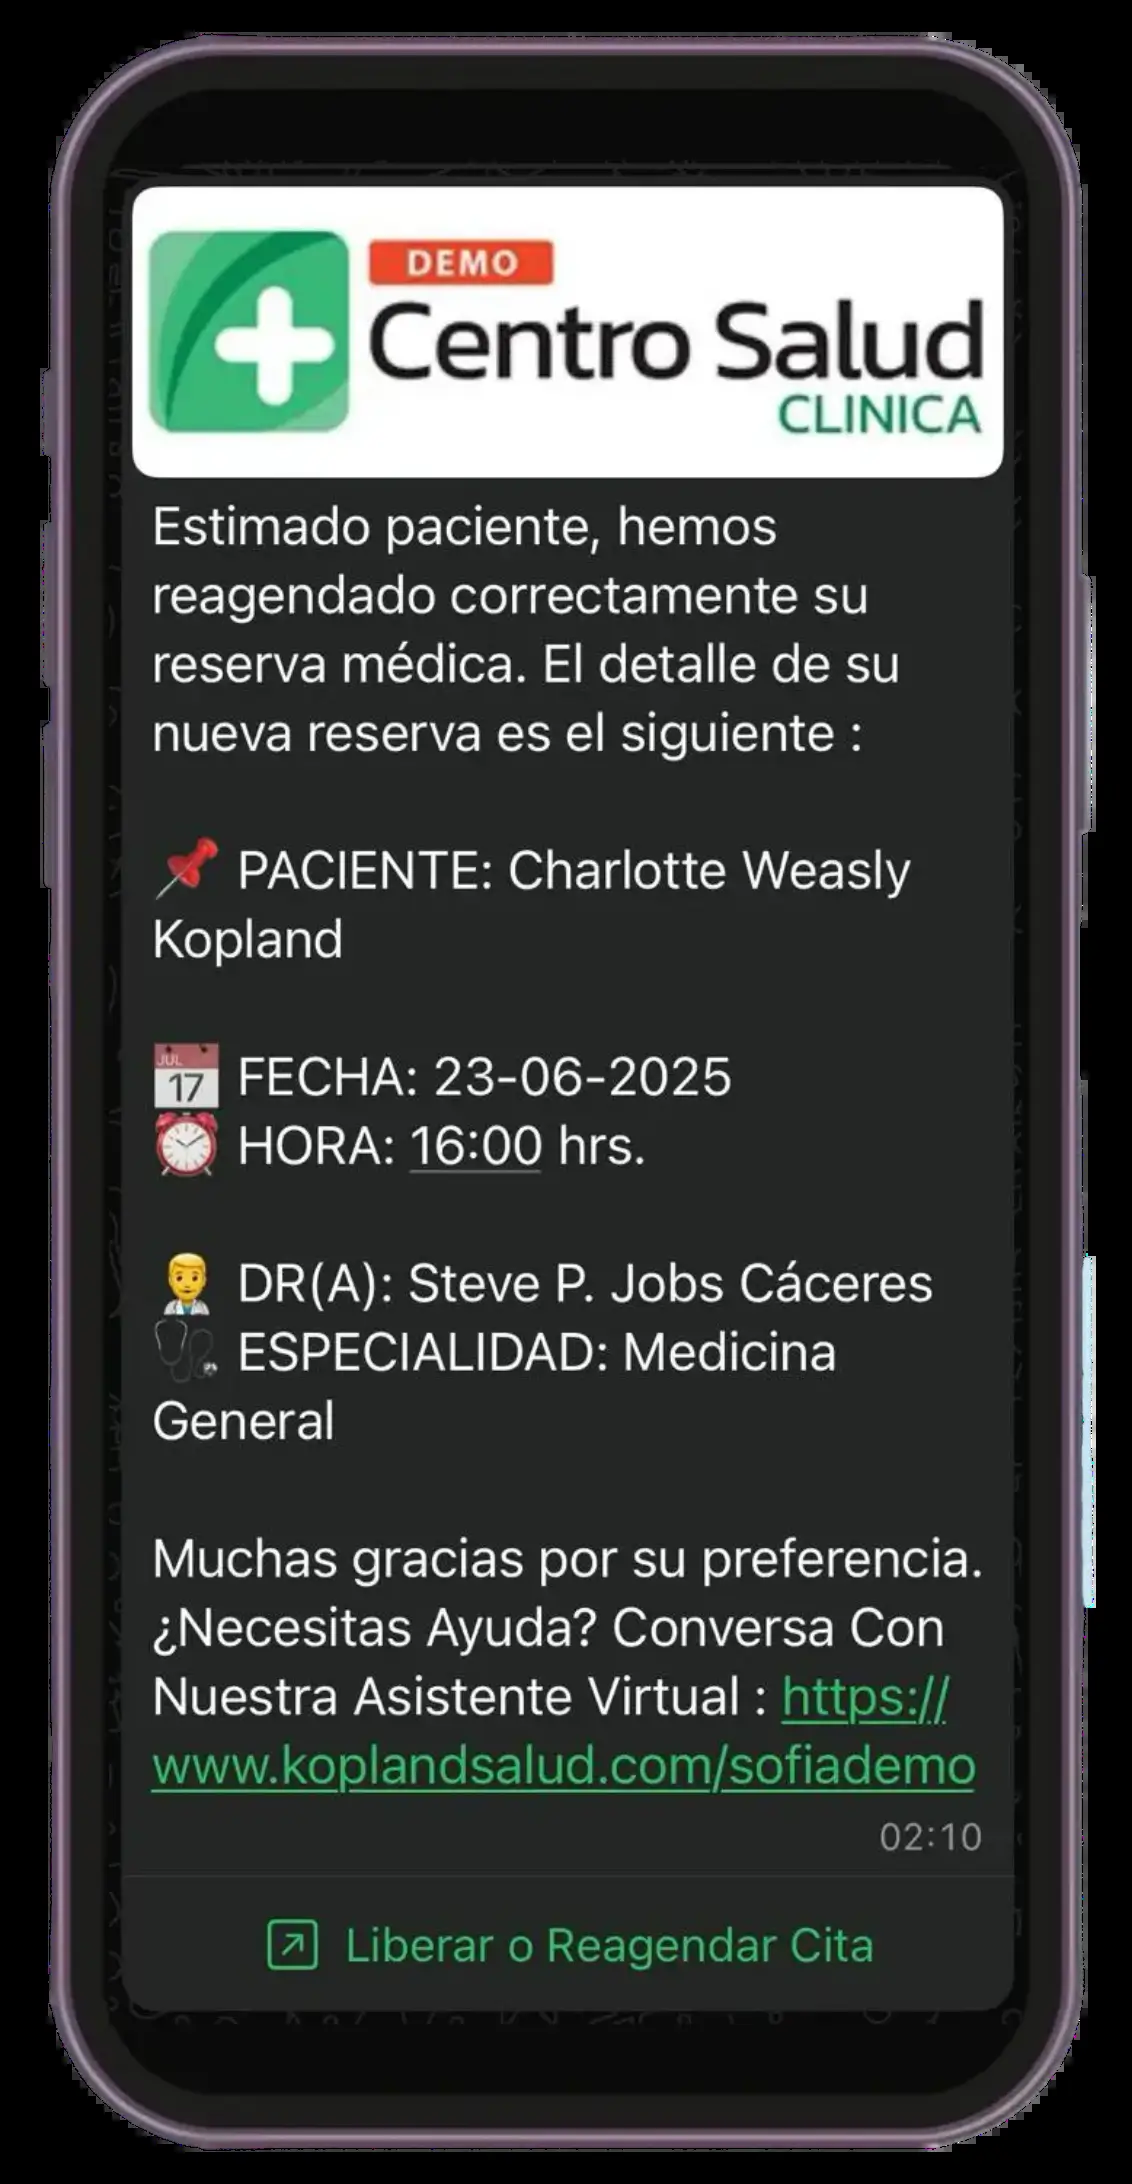 DEMO
Centro Salud
CLINICA
Estimado paciente, hemos
reagendado correctamente su
reserva médica. El detalle de su
nueva reserva es el siguiente :
PACIENTE: Charlotte Weasly
Kopland
JUL
17
FECHA: 23-06-2025
HORA: 16:00 hrs.
DR(A): Steve P. Jobs Cáceres
ESPECIALIDAD: Medicina
General
Muchas gracias por su preferencia.
¿Necesitas Ayuda? Conversa Con
Nuestra Asistente Virtual : https://
www.koplandsalud.com/sofiademo
02:10
Liberar o Reagendar Cita